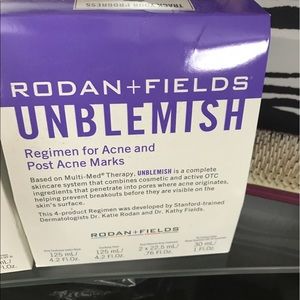 TRACK YOUR PROGRESS
RODAN+FIELDS®
UNBLEMISH
Regimen for Acne and
Post Acne Marks
Based on Multi-Med® Therapy, UNBLEMISH is a complete
skincare system that combines cosmetic and active OTC
ingredients that penetrate into pores where acne originates,
helping prevent breakouts before they are visible on the
skin's surface.
This 4-product Regimen was developed by Stanford-trained
Dermatologists Dr. Katie Rodan and Dr. Kathy Fields.
RODAN+FIELDS
125 mL/
4.2 Fl.Oz.
125 mL/
4.2 Fl.Oz.
2 x 22.5 mL/
.76 Fl.Oz.
30 mL/
1 Fl.Oz.